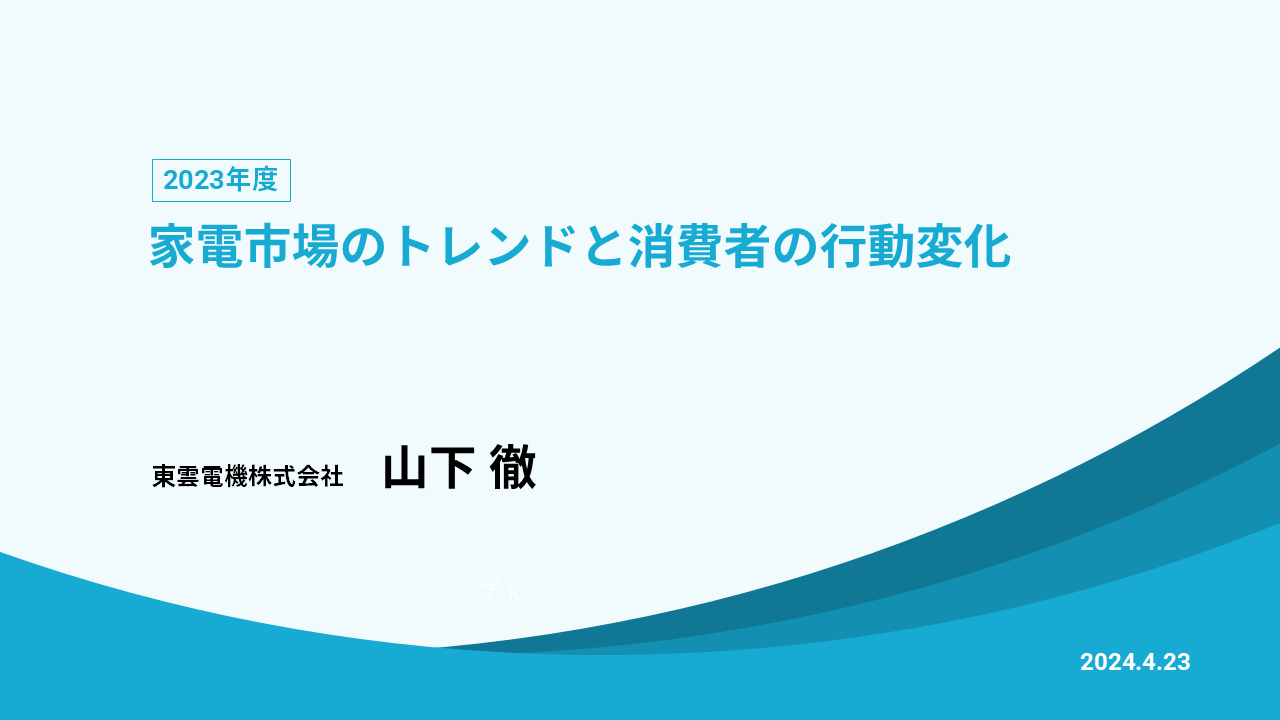 2023年度
家電市場のトレンドと消費者の行動変化
東雲電機株式会社 山下 徹
ずk
2024.4.23